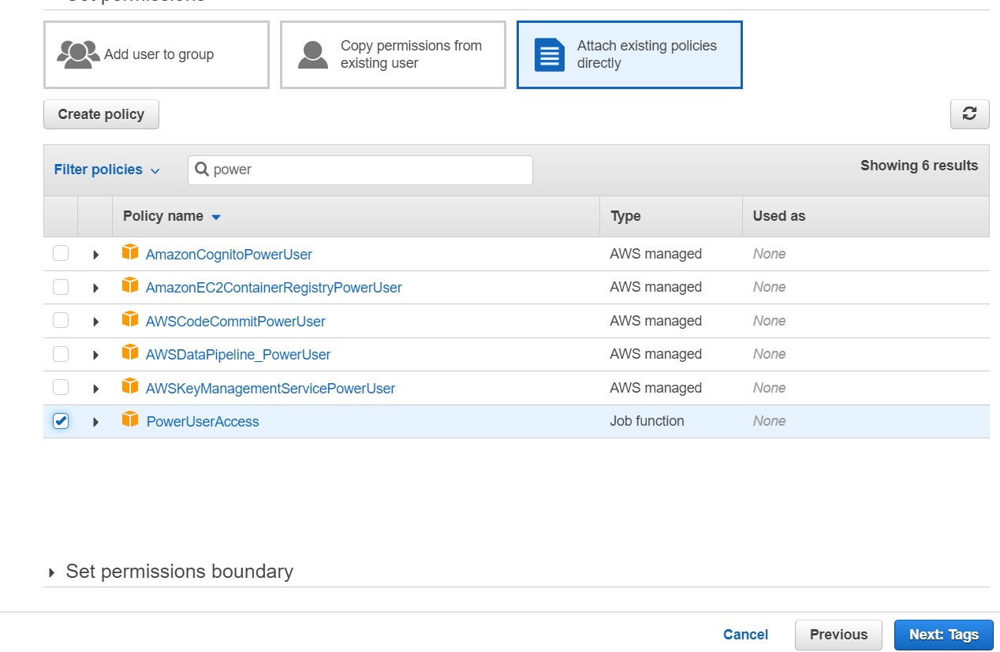 Set permissions
Add user to group
Copy permissions from
existing user
Attach existing policies
directly
Create policy
Filter policies
power
Showing 6 results
Policy name
Type
Used as
AmazonCognitoPowerUser
AWS managed
None
AmazonEC2ContainerRegistryPowerUser
AWS managed
None
AWSCodeCommitPowerUser
AWS managed
None
AWSDataPipeline_PowerUser
AWS managed
None
AWSKeyManagementServicePowerUser
AWS managed
None
PowerUserAccess
Job function
None
Set permissions boundary
Cancel
Previous
Next: Tags